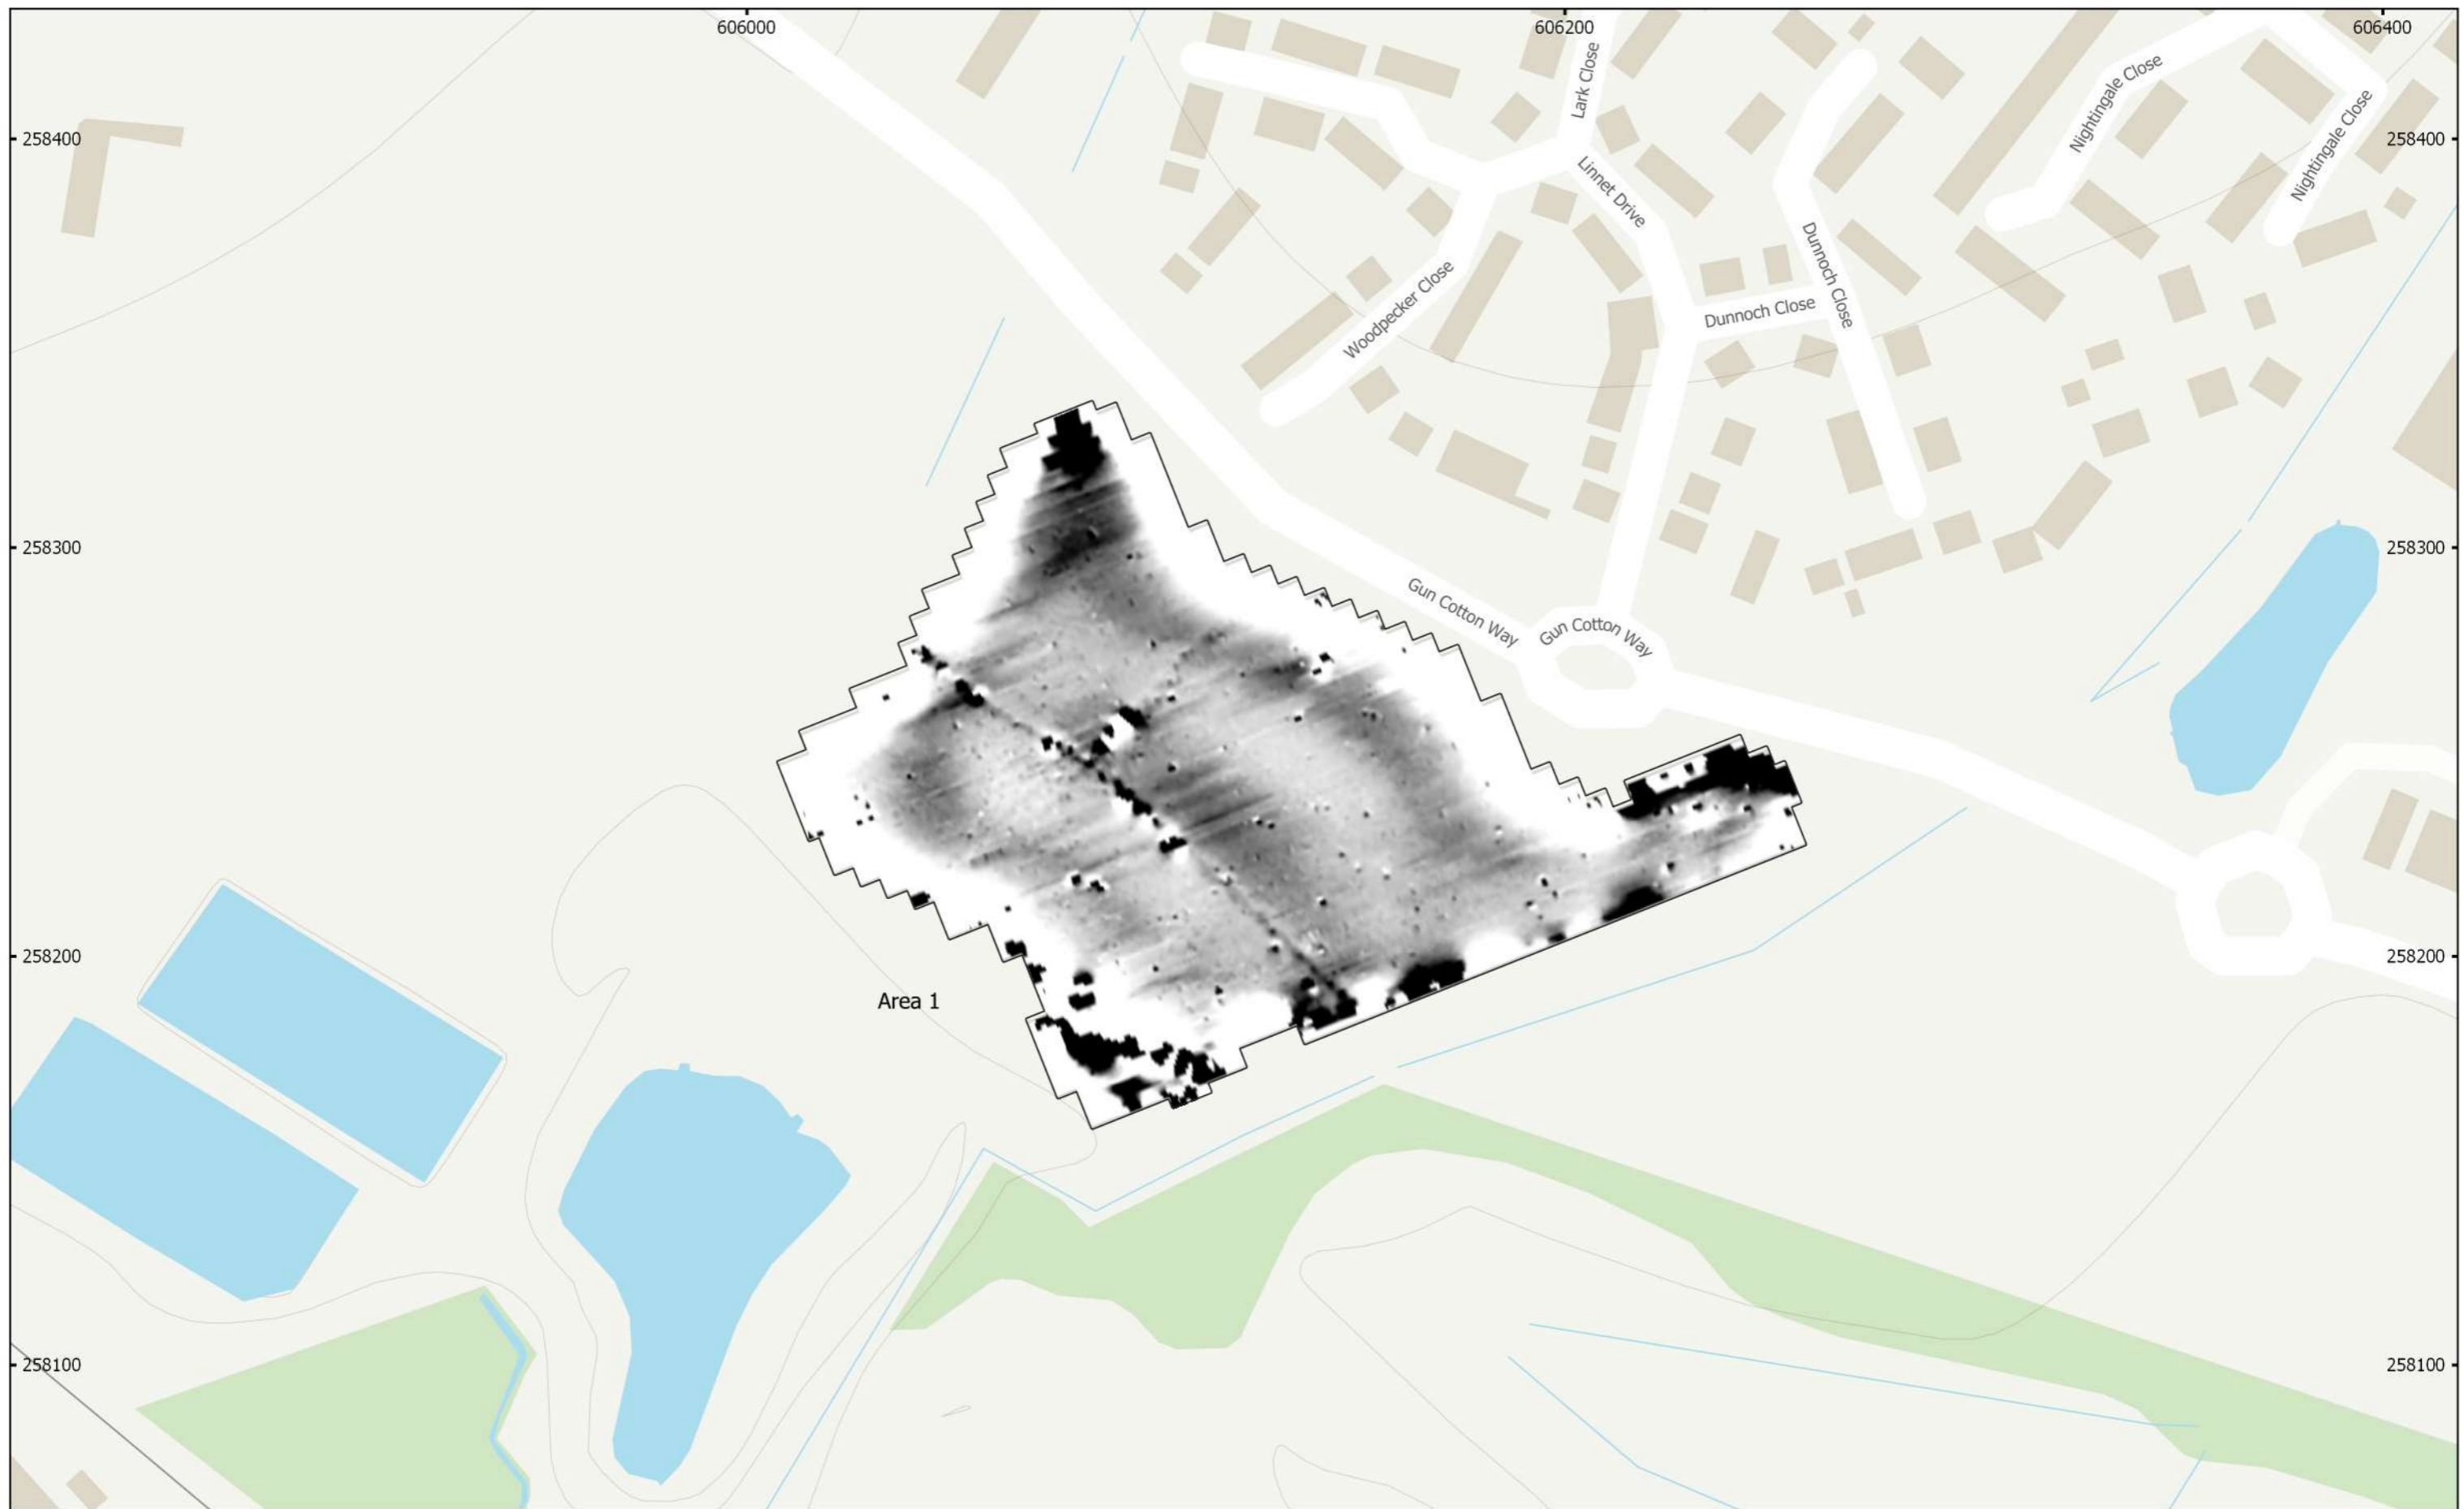 606000
606200
606400
Lark Close
Nightingale Close
Nightingale Close
258400
258400
Linnet Drive
Dunnoch Close
Woodpecker Close
Dunnoch Close
258300
258300
Gun Cotton Way
Gun Cotton Way
258200
258200
Area 1
258100
258100